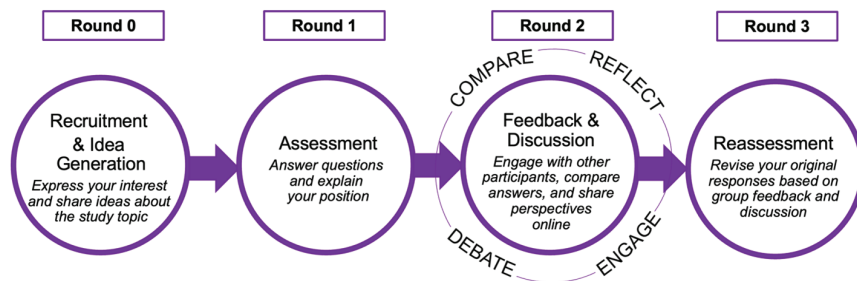 Round 0
Round 1
Round 2
Round 3
Recruitment
& Idea
Generation
Express your interest
and share ideas about
the study topic
Assessment
Answer questions
and explain
your position
COMPARE
REFLECT
Feedback &
Discussion
Engage with other
participants, compare
answers, and share
perspectives
online
DEBATE
ENGAGE
Reassessment
Revise your original
responses based on
group feedback and
discussion